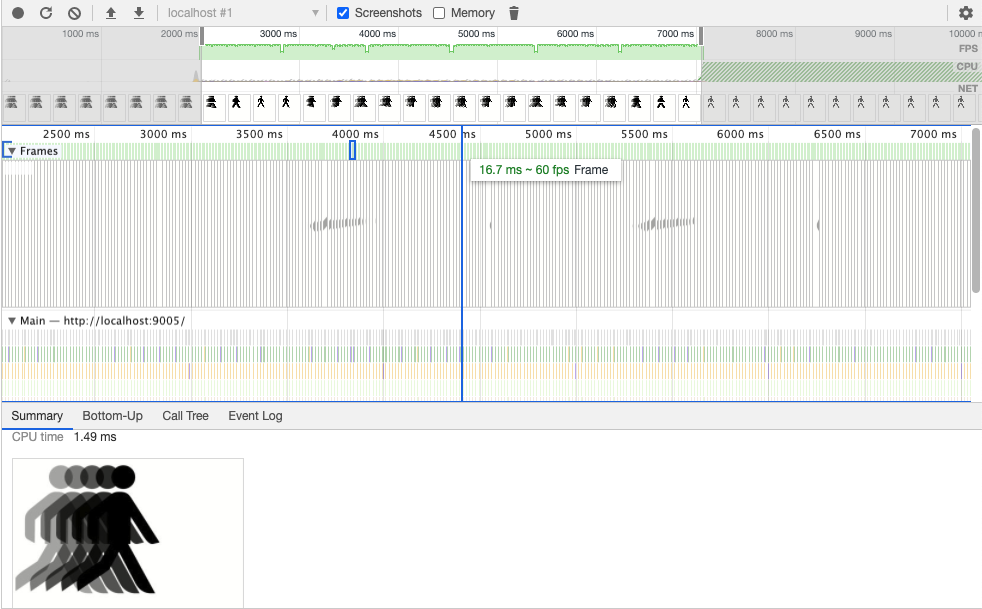 localhost #1 ▼ Screenshots Memory
1000 ms 2000 ms 3000 ms 4000 ms 5000 ms 6000 ms 7000 ms 8000 ms 9000 ms 10000
FPS
CPU
NET
2500 ms 3000 ms 3500 ms 4000 ms 4500 ms 5000 ms 5500 ms 6000 ms 6500 ms 7000 ms
▼ Frames
16.7 ms ~ 60 fps Frame
▼ Main — http://localhost:9005/
Summary Bottom-Up Call Tree Event Log
CPU time 1.49 ms